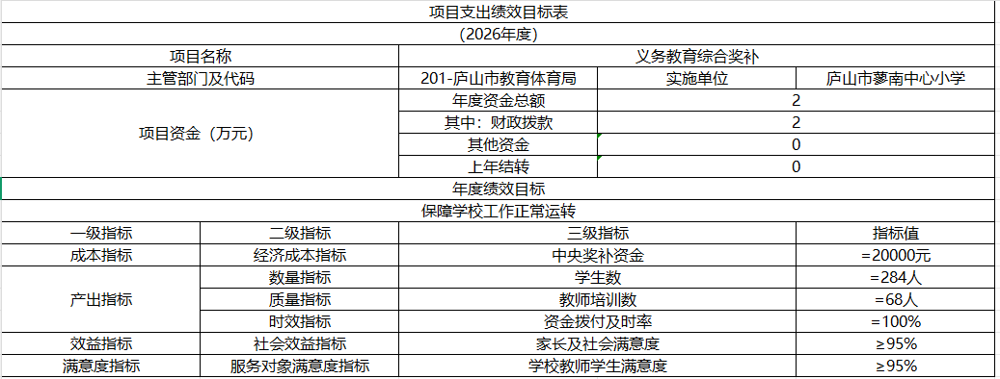 项目支出绩效目标表
（2026年度）
项目名称 义务教育综合奖补
主管部门及代码 201-庐山市教育体育局 实施单位 庐山市蓼南中心小学
项目资金（万元） 年度资金总额 2
其中：财政拨款 2
其他资金 0
上年结转 0
年度绩效目标
保障学校工作正常运转
一级指标 二级指标 三级指标 指标值
成本指标 经济成本指标 中央奖补资金 =20000元
产出指标 数量指标 学生数 =284人
质量指标 教师培训数 =68人
时效指标 资金拨付及时率 =100%
效益指标 社会效益指标 家长及社会满意度 ≥95%
满意度指标 服务对象满意度指标 学校教师学生满意度 ≥95%